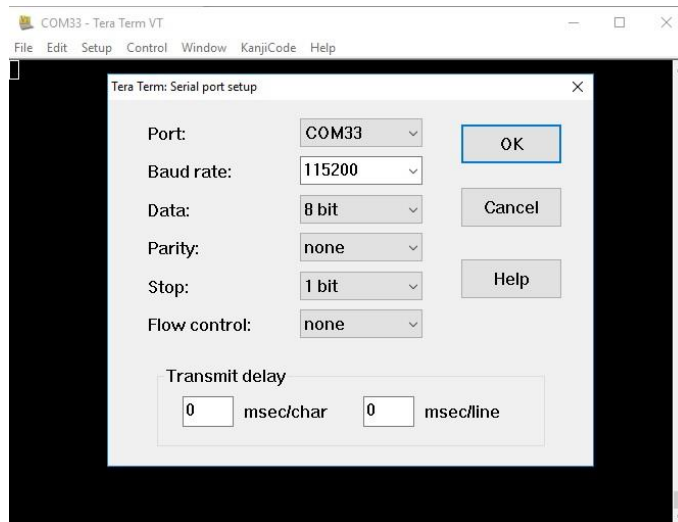 COM33 - Tera Term VT
File Edit Setup Control Window KanjiCode Help
Tera Term: Serial port setup
Port: COM33 OK
Baud rate: 115200
Data: 8 bit Cancel
Parity: none
Stop: 1 bit Help
Flow control: none
Transmit delay
0 msec/char 0 msec/line